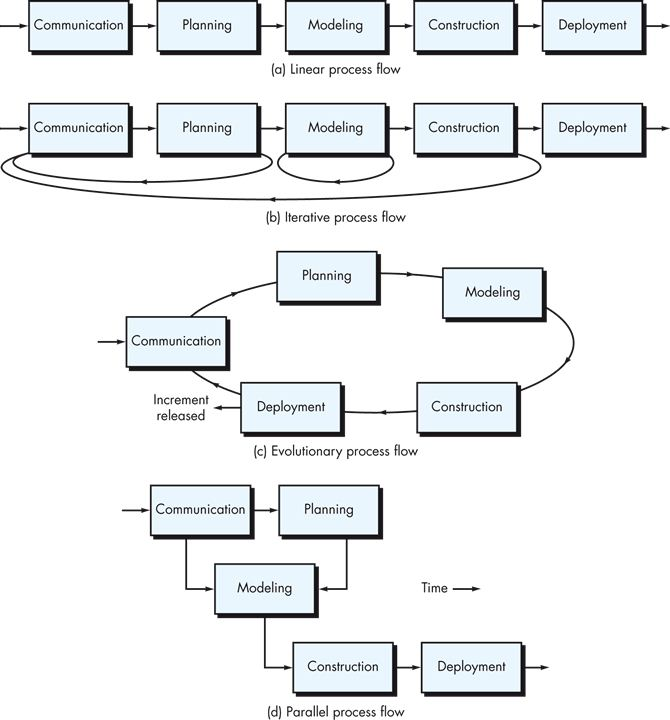 Communication Planning Modeling Construction Deployment
(a) Linear process flow
Communication Planning Modeling Construction Deployment
(b) Iterative process flow
Planning
Modeling
Communication
Increment
released
Deployment
Construction
(c) Evolutionary process flow
Communication Planning
Modeling
Time
Construction Deployment
(d) Parallel process flow